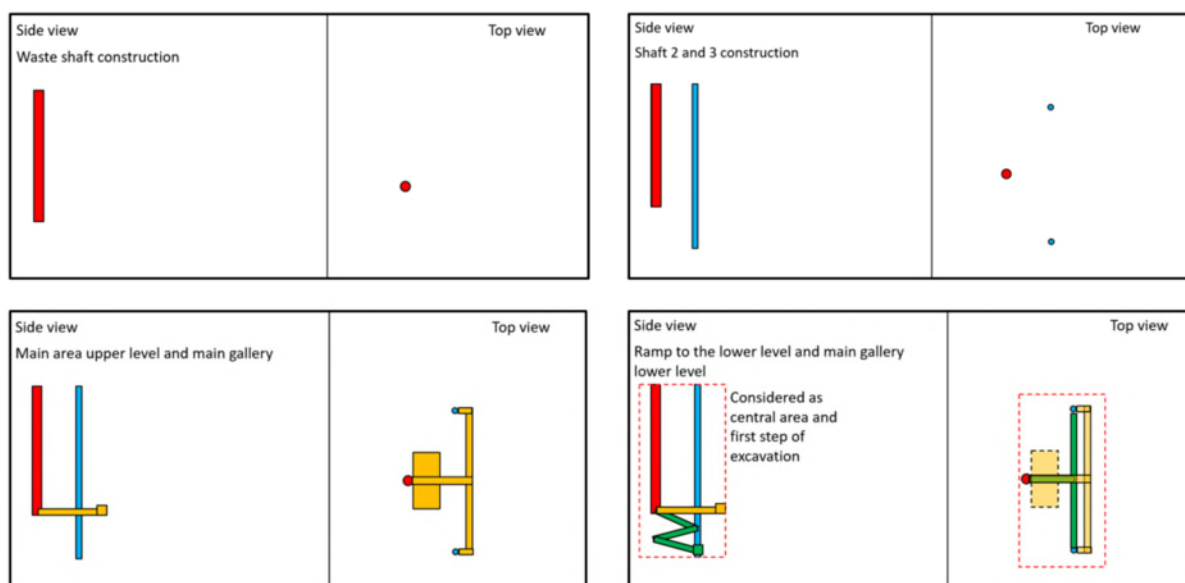 Side view
Top view
Waste shaft construction
Side view
Top view
Shaft 2 and 3 construction
Side view
Top view
Main area upper level and main gallery
Side view
Top view
Ramp to the lower level and main gallery
lower level
Considered as
central area and
first step of
excavation